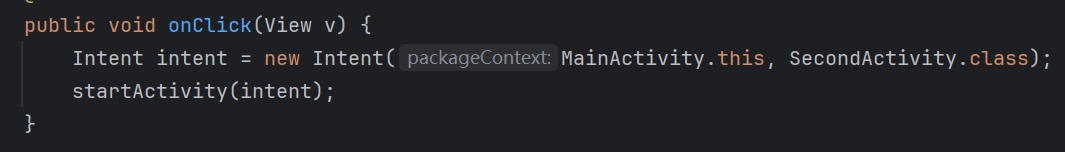 public void onClick(View v) {
Intent intent = new Intent( packageContext: MainActivity.this, SecondActivity.class);
startActivity(intent);
}